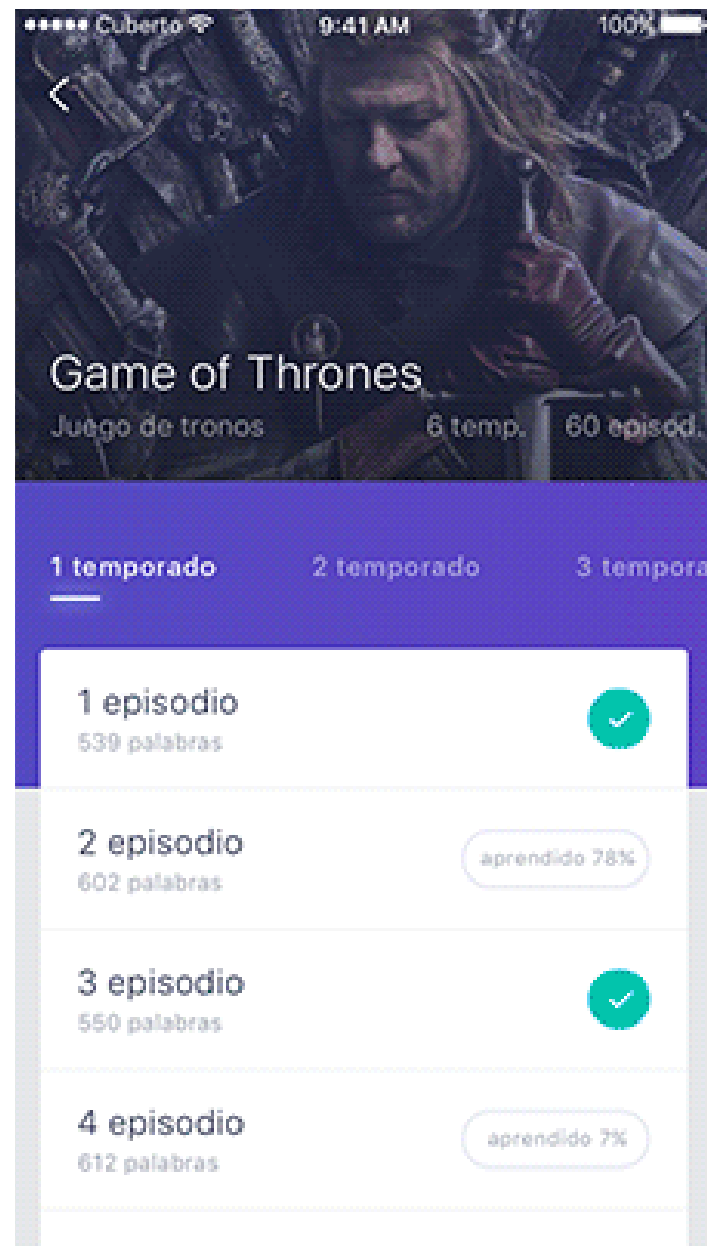 Cuberto 9:41 AM 100%
Game of Thrones
Juego de tronos 6 temp. 60 episod.
1 temporado 2 temporado 3 tempora
1 episodio
539 palabras
2 episodio
602 palabras
aprendido 78%
3 episodio
550 palabras
4 episodio
612 palabras
aprendido 7%